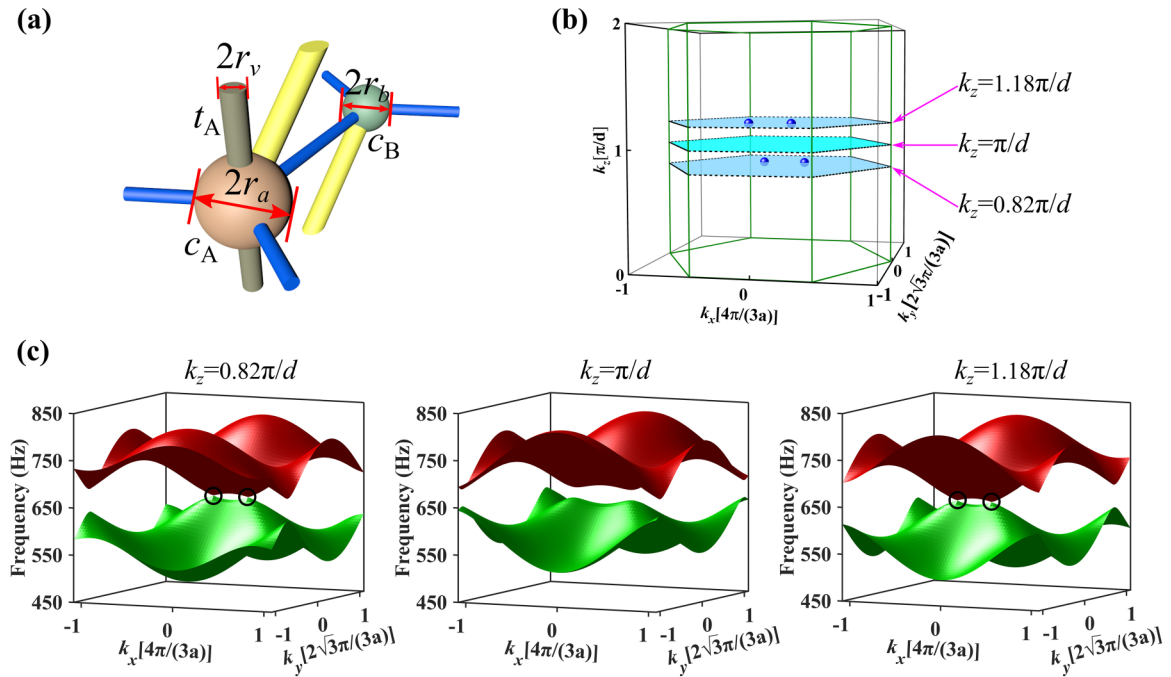 (a)
2r_v
t_A
2r_b
c_B
2r_a
c_A
(b)
2
1
0
k_z[π/d]
-1
0
1
k_x[4π/(3a)]
-1
0
1
k_y[2√3π/(3a)]
k_z=1.18π/d
k_z=π/d
k_z=0.82π/d
(c)
k_z=0.82π/d
850
750
650
550
450
Frequency (Hz)
-1
0
1
k_x[4π/(3a)]
-1
0
1
k_y[2√3π/(3a)]
k_z=π/d
850
750
650
550
450
Frequency (Hz)
-1
0
1
k_x[4π/(3a)]
-1
0
1
k_y[2√3π/(3a)]
k_z=1.18π/d
850
750
650
550
450
Frequency (Hz)
-1
0
1
k_x[4π/(3a)]
-1
0
1
k_y[2√3π/(3a)]